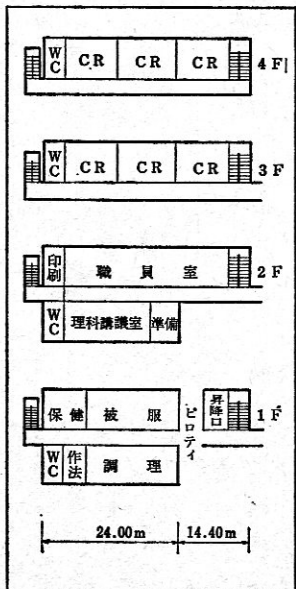 WC CR CR CR 4F
WC CR CR CR 3F
印刷 職員室 2F
WC 理科講議室 準備
保健 被服 ピロティ 昇降口 1F
WC 作法 調理
24.00m 14.40m